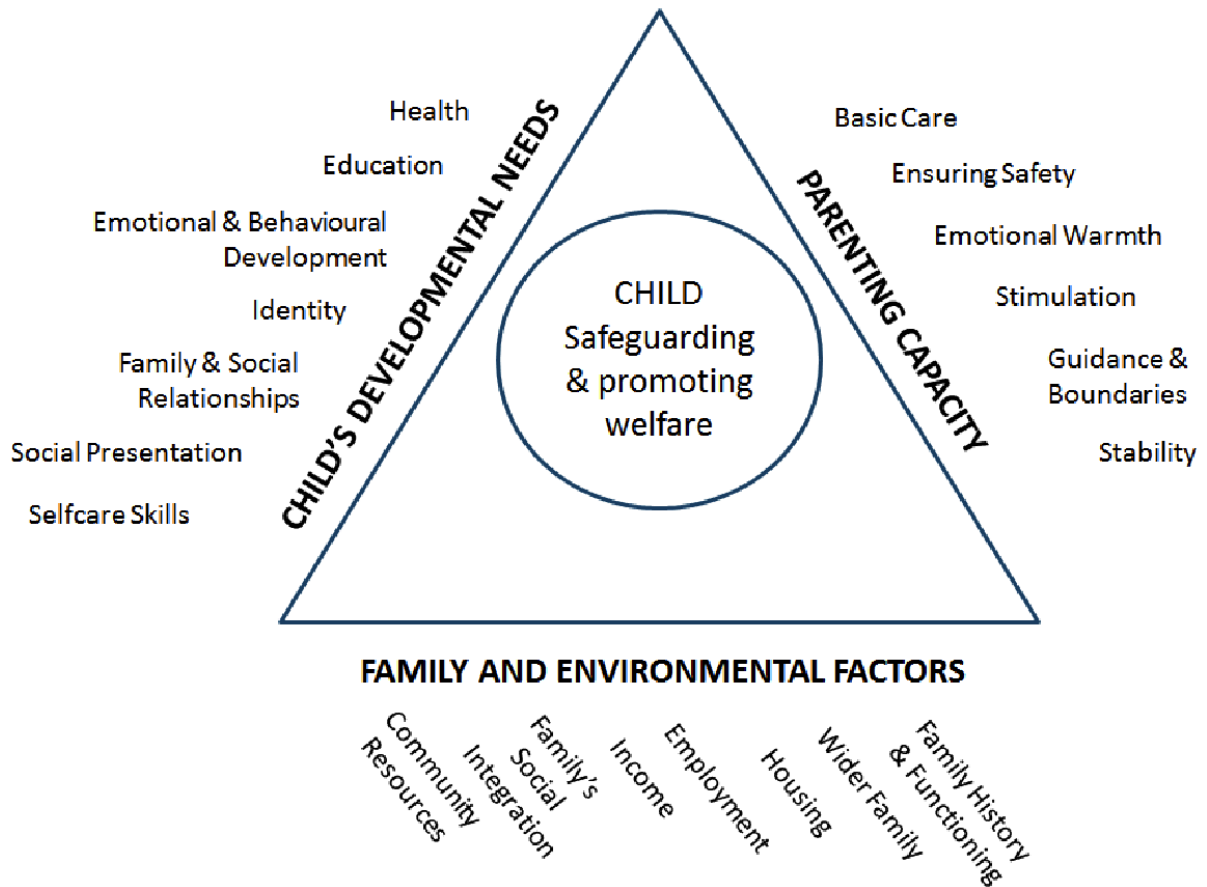 Health
Education
Emotional & Behavioural
Development
Identity
Family & Social
Relationships
Social Presentation
Selfcare Skills
CHILD'S DEVELOPMENTAL NEEDS
CHILD
Safeguarding
& promoting
welfare
PARENTING CAPACITY
Basic Care
Ensuring Safety
Emotional Warmth
Stimulation
Guidance &
Boundaries
Stability
FAMILY AND ENVIRONMENTAL FACTORS
Community
Resources
Family's
Social
Integration
Income
Employment
Housing
Wider Family
Family History
& Functioning